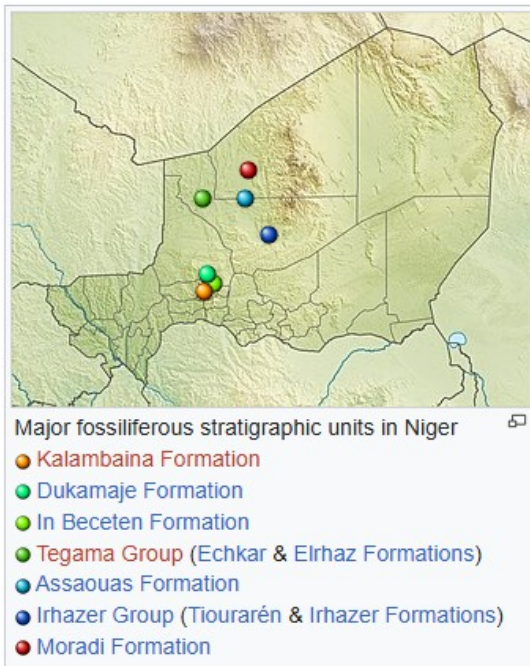 Major fossiliferous stratigraphic units in Niger
Kalambaina Formation
Dukamaje Formation
In Beceten Formation
Tegama Group (Echkar & Elrhaz Formations)
Assaouas Formation
Irhazer Group (Tiourarén & Irhazer Formations)
Moradi Formation